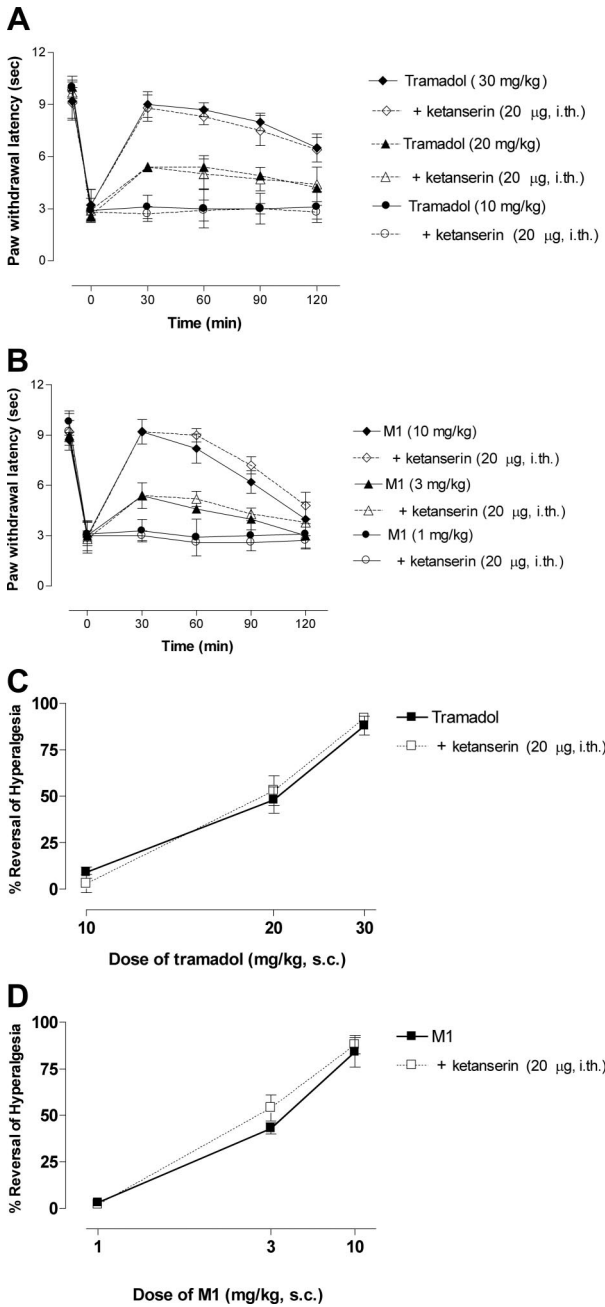 A
Paw withdrawal latency (sec)
12
9
6
3
0
0 30 60 90 120
Time (min)
Tramadol (30 mg/kg)
+ ketanserin (20 μg, i.th.)
Tramadol (20 mg/kg)
+ ketanserin (20 μg, i.th.)
Tramadol (10 mg/kg)
+ ketanserin (20 μg, i.th.)
B
Paw withdrawal latency (sec)
12
9
6
3
0
0 30 60 90 120
Time (min)
M1 (10 mg/kg)
+ ketanserin (20 μg, i.th.)
M1 (3 mg/kg)
+ ketanserin (20 μg, i.th.)
M1 (1 mg/kg)
+ ketanserin (20 μg, i.th.)
C
% Reversal of Hyperalgesia
100
75
50
25
0
10 20 30
Dose of tramadol (mg/kg, s.c.)
Tramadol
+ ketanserin (20 μg, i.th.)
D
% Reversal of Hyperalgesia
100
75
50
25
0
1 3 10
Dose of M1 (mg/kg, s.c.)
M1
+ ketanserin (20 μg, i.th.)